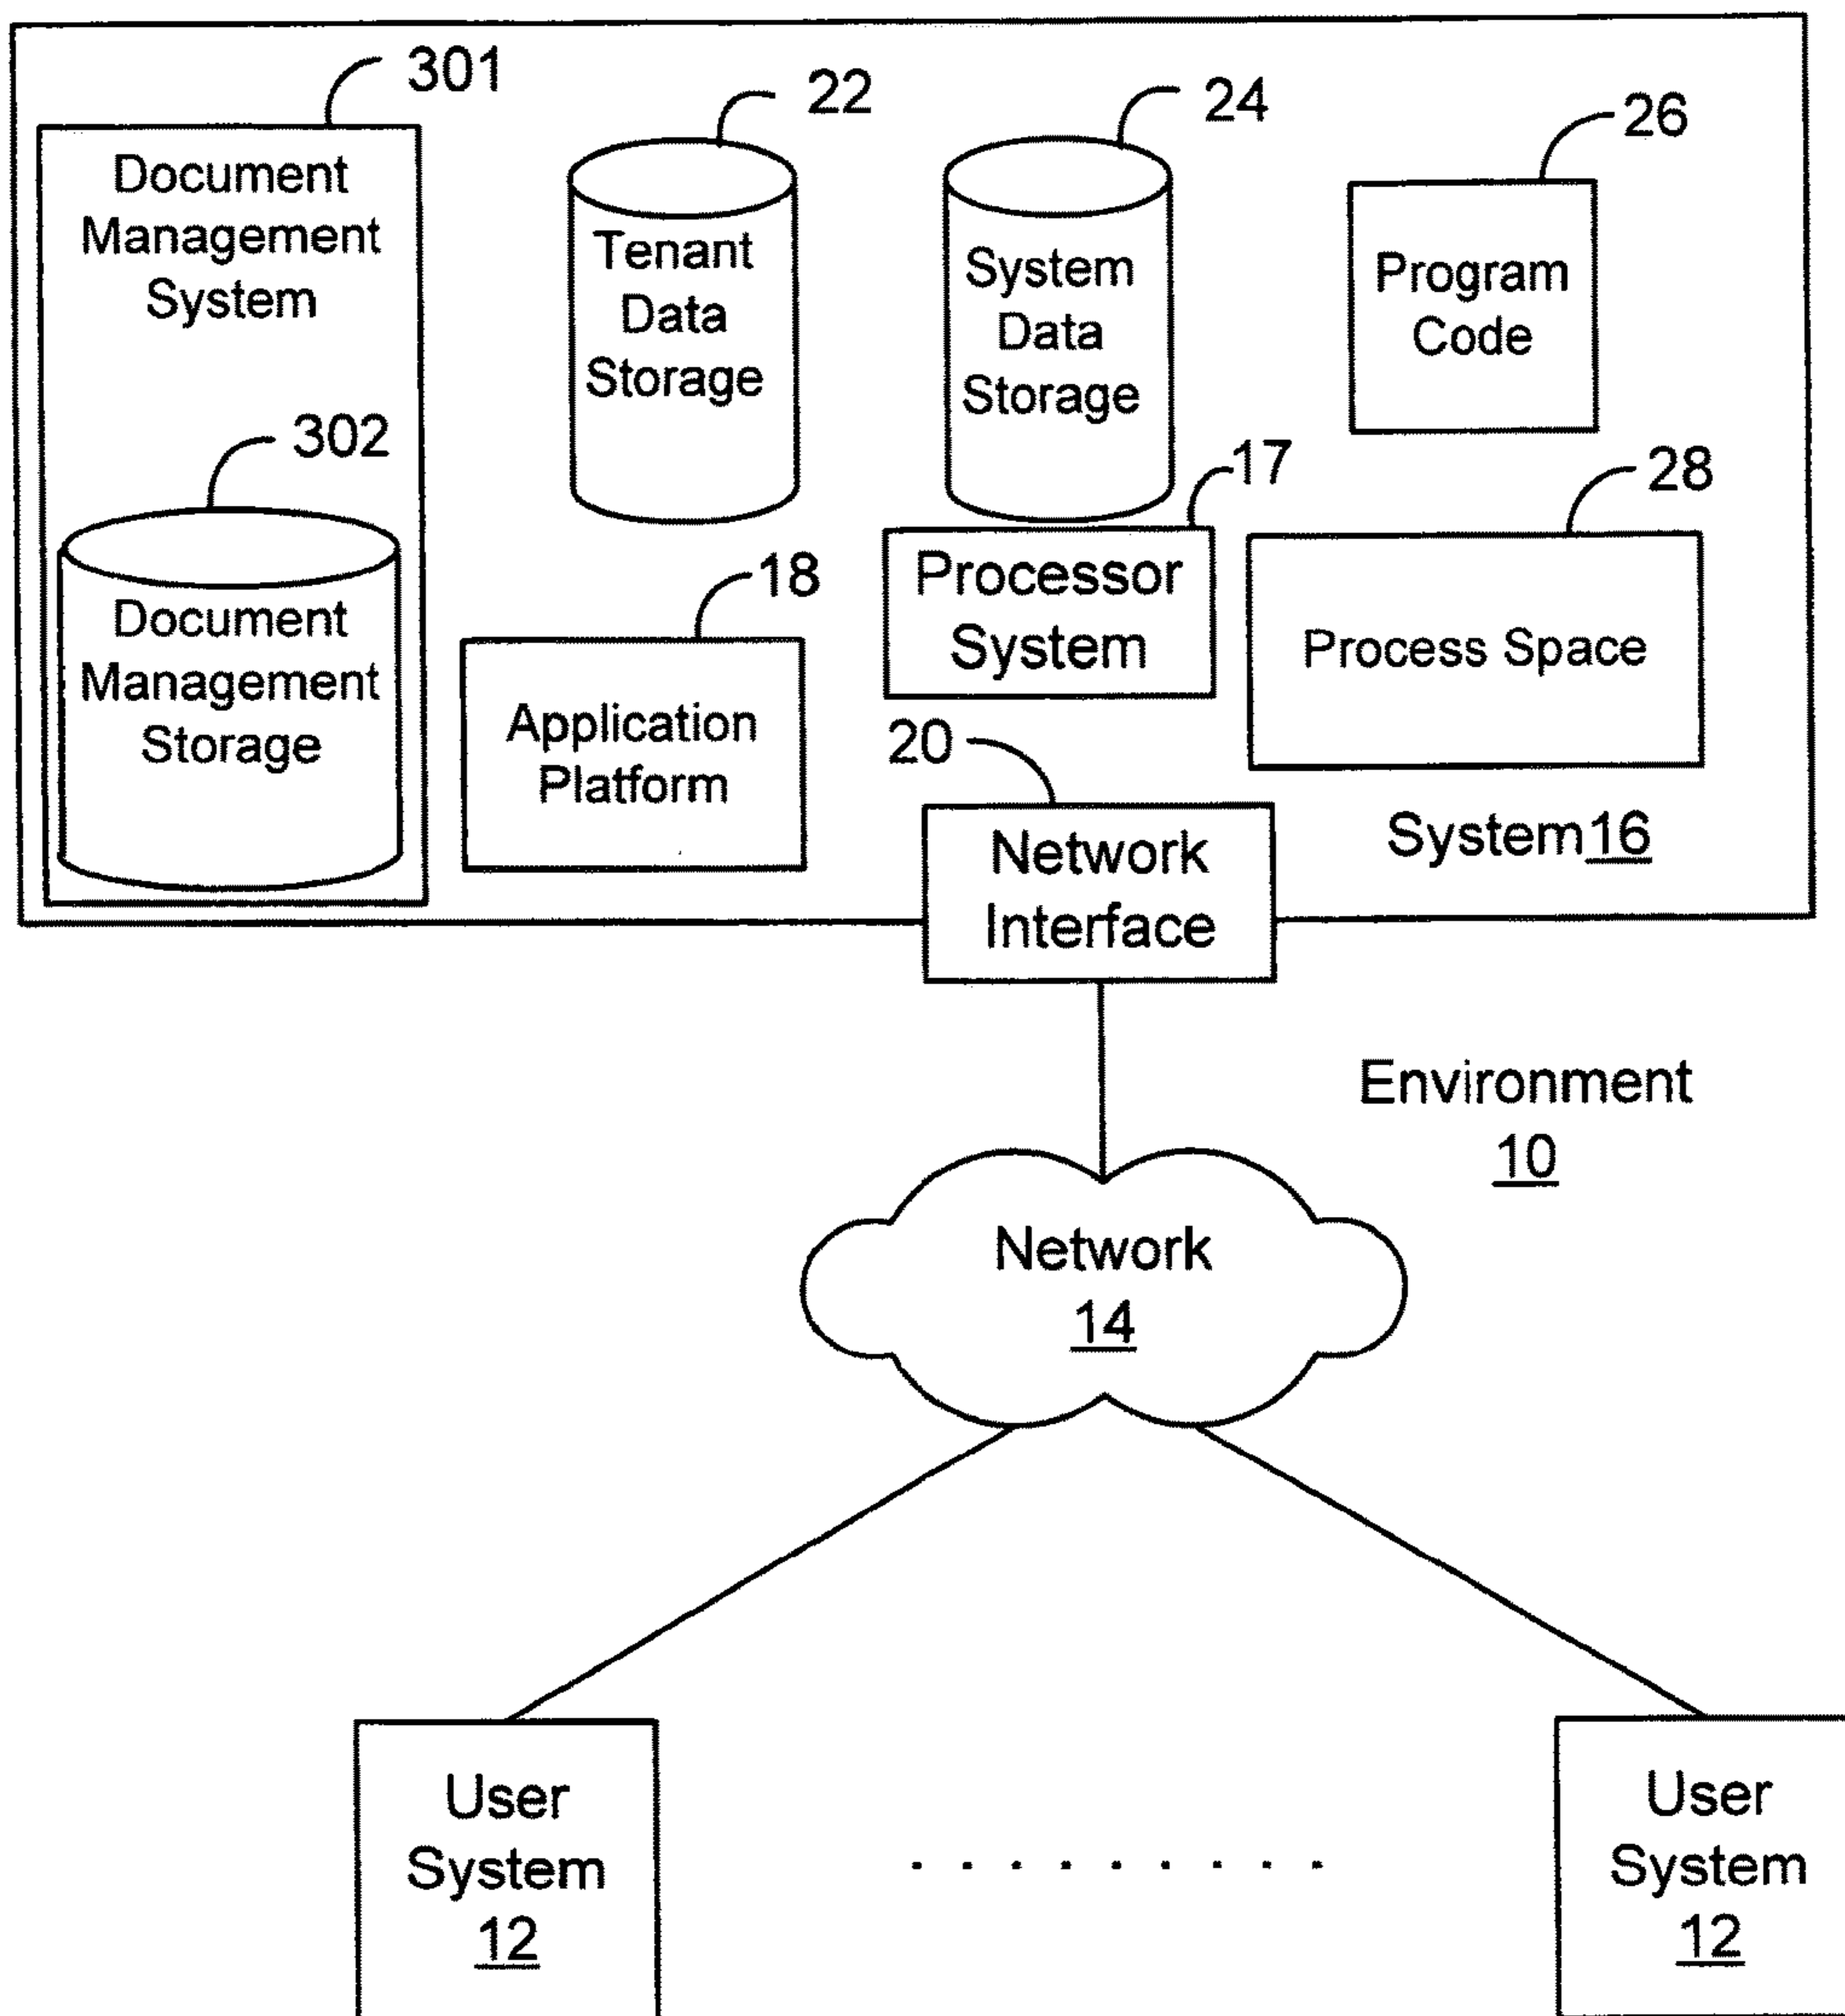 301
Document
Management
System
302
Document
Management
Storage
22
Tenant
Data
Storage
24
System
Data
Storage
26
Program
Code
17
Processor
System
28
Process Space
18
Application
Platform
20
Network
Interface
System16
Environment
10
Network
14
User
System
12
. . . . . . . . .
User
System
12